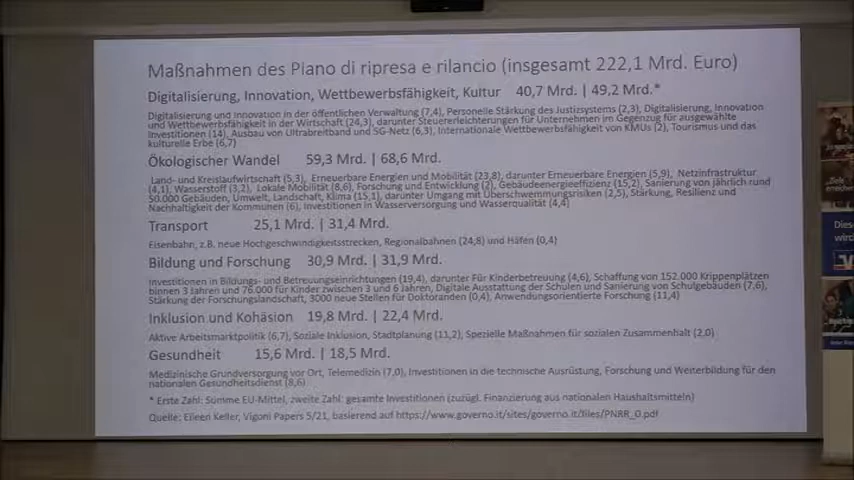 Maßnahmen des Piano di ripresa e rilancio (insgesamt 222,1 Mrd. Euro)
Digitalisierung, Innovation, Wettbewerbsfähigkeit, Kultur 40,7 Mrd. | 49,2 Mrd.*
Digitalisierung und Innovation in der öffentlichen Verwaltung (7,4), Personelle Stärkung des Justizsystems (2,3), Digitalisierung, Innovation
und Wettbewerbsfähigkeit in der Wirtschaft (24,3), darunter Steuererleichterungen für Unternehmen im Gegenzug für ausgewählte
Investitionen (14), Ausbau von Ultrabreitband und 5G-Netz (6,3), Internationale Wettbewerbsfähigkeit von KMUs (2), Tourismus und das
kulturelle Erbe (6,7)
Ökologischer Wandel 59,3 Mrd. | 68,6 Mrd.
Land- und Kreislaufwirtschaft (5,3), Erneuerbare Energien und Mobilität (23,8), darunter Erneuerbare Energien (5,9), Netzinfrastruktur
(4,1), Wasserstoff (3,2), Lokale Mobilität (8,6), Forschung und Entwicklung (2), Gebäudeenergieeffizienz (15,2), Sanierung von jährlich rund
50.000 Gebäuden, Umwelt, Landschaft, Klima (15,1), darunter Umgang mit Überschwemmungsrisiken (2,5), Stärkung, Resilienz und
Nachhaltigkeit der Kommunen (6), Investitionen in Wasserversorgung und Wasserqualität (4,4)
Transport 25,1 Mrd. | 31,4 Mrd.
Eisenbahn, z.B. neue Hochgeschwindigkeitsstrecken, Regionalbahnen (24,8) und Häfen (0,4)
Bildung und Forschung 30,9 Mrd. | 31,9 Mrd.
Investitionen in Bildungs- und Betreuungseinrichtungen (19,4), darunter Für Kinderbetreuung (4,6), Schaffung von 152.000 Krippenplätzen
binnen 3 Jahren und 76.000 für Kinder zwischen 3 und 6 Jahren, Digitale Ausstattung der Schulen und Sanierung von Schulgebäuden (7,6),
Stärkung der Forschungslandschaft, 3000 neue Stellen für Doktoranden (0,4), Anwendungsorientierte Forschung (11,4)
Inklusion und Kohäsion 19,8 Mrd. | 22,4 Mrd.
Aktive Arbeitsmarktpolitik (6,7), Soziale Inklusion, Stadtplanung (11,2), Spezielle Maßnahmen für sozialen Zusammenhalt (2,0)
Gesundheit 15,6 Mrd. | 18,5 Mrd.
Medizinische Grundversorgung vor Ort, Telemedizin (7,0), Investitionen in die technische Ausrüstung, Forschung und Weiterbildung für den
nationalen Gesundheitsdienst (8,6)
* Erste Zahl: Summe EU-Mittel, zweite Zahl: gesamte Investitionen (zuzügl. Finanzierung aus nationalen Haushaltsmitteln)
Quelle: Eileen Keller, Vigoni Papers 5/21, basierend auf https://www.governo.it/sites/governo.it/files/PNRR_0.pdf